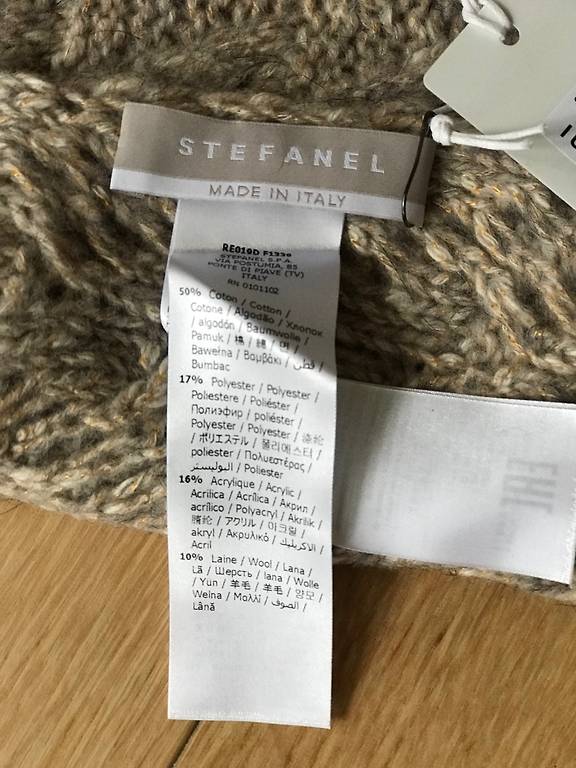 STEFANEL
MADE IN ITALY
RE019D F1339
STEFANEL S.P.A.
VIA POSTUMIA, 85
PONTE DI PIAVE (TV)
ITALY
RN 0101102
50% Coton / Cotton /
Cotone / Algodão / Хлопок
/ algodón / Baumwolle /
Pamuk / 棉 / 綿 / 면 /
Bawełna / Βαμβάκι / قطن /
Bumbac
17% Polyester / Polyester /
Poliestere / Poliéster /
Полиэфир / poliéster /
Polyester / Polyester / 涤纶
/ ポリエステル / 폴리에스터 /
poliester / Πολυεστέρας /
البوليستر / Poliester
16% Acrylique / Acrylic /
Acrilica / Acrílica / Акрил /
acrílico / Polyacryl / Akrilik /
腈纶 / アクリル / 아크릴 /
akryl / Ακρυλικό / الاكريليك /
Acril
10% Laine / Wool / Lana /
Lã / Шерсть / lana / Wolle
/ Yün / 羊毛 / 羊毛 / 양모 /
Wełna / Μαλλί / الصوف /
Lână